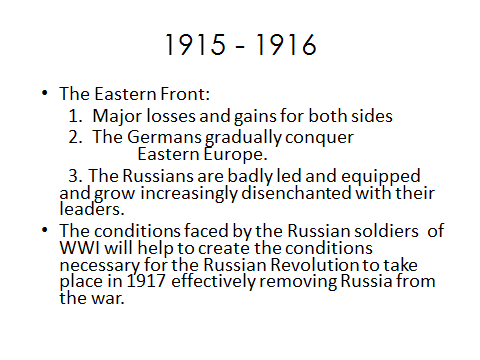 1915 - 1916
• The Eastern Front:
1. Major losses and gains for both sides
2. The Germans gradually conquer
Eastern Europe.
3. The Russians are badly led and equipped
and grow increasingly disenchanted with their
leaders.
• The conditions faced by the Russian soldiers of
WWI will help to create the conditions
necessary for the Russian Revolution to take
place in 1917 effectively removing Russia from
the war.